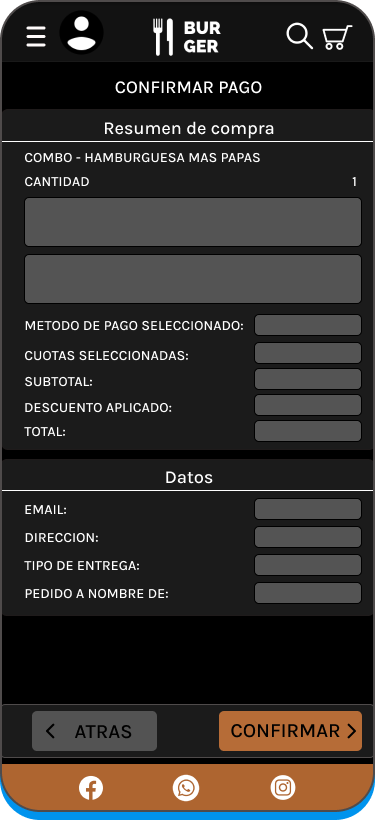 BUR
GER
CONFIRMAR PAGO
Resumen de compra
COMBO - HAMBURGUESA MAS PAPAS
CANTIDAD 1
METODO DE PAGO SELECCIONADO:
CUOTAS SELECCIONADAS:
SUBTOTAL:
DESCUENTO APLICADO:
TOTAL:
Datos
EMAIL:
DIRECCION:
TIPO DE ENTREGA:
PEDIDO A NOMBRE DE:
ATRAS CONFIRMAR